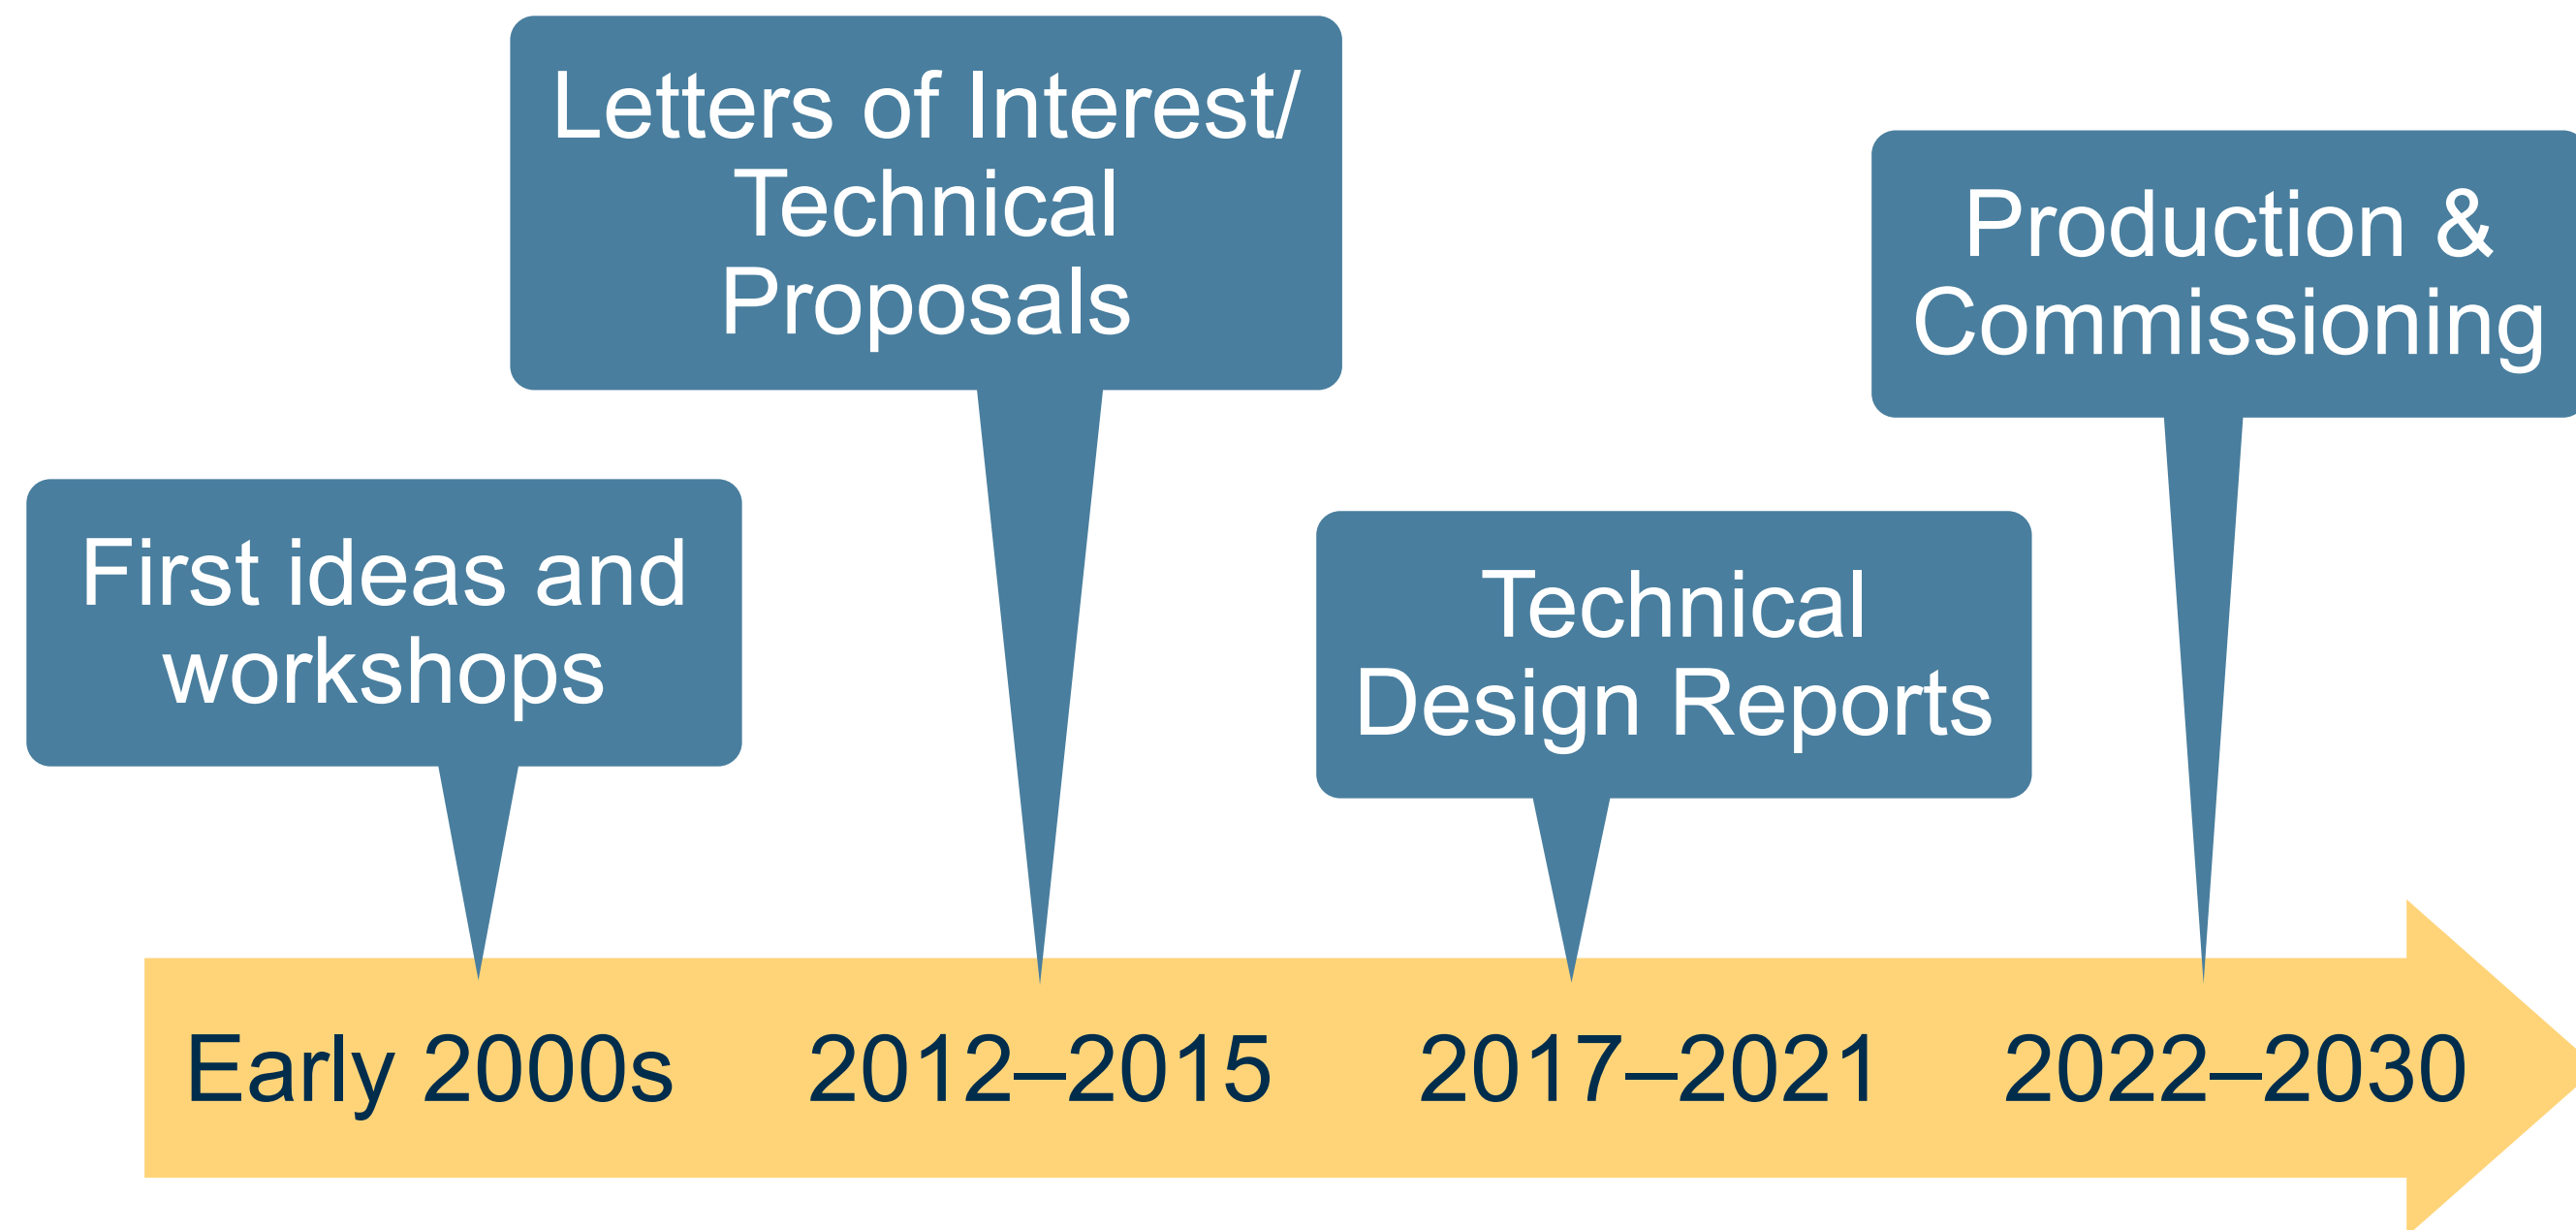 Letters of Interest/
Technical
Proposals
Production &
Commissioning
First ideas and
workshops
Technical
Design Reports
Early 2000s
2012–2015
2017–2021
2022–2030